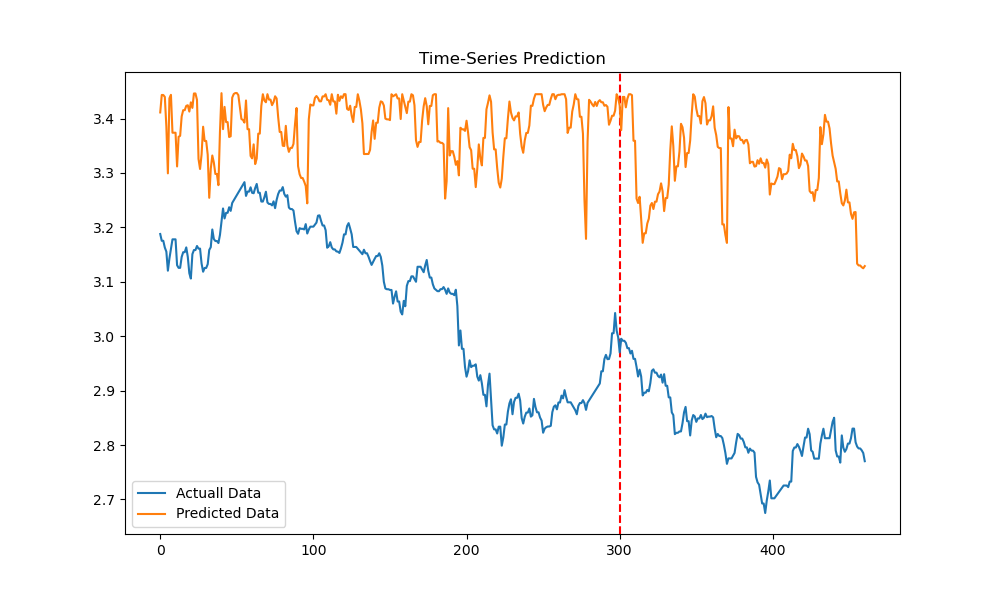 Time-Series Prediction
3.4
3.3
3.2
3.1
3.0
2.9
2.8
2.7
Actuall Data
Predicted Data
0 100 200 300 400